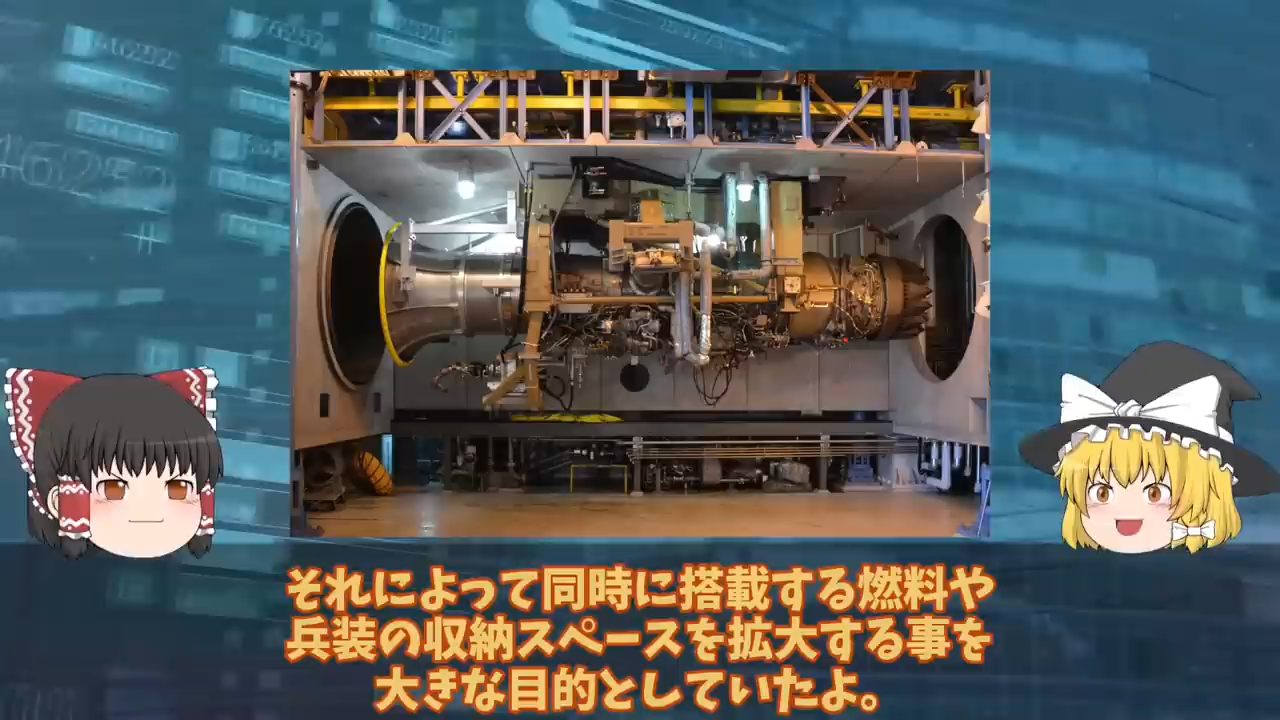 それによって同時に搭載する燃料や
兵装の収納スペースを拡大する事を
大きな目的としていたよ。